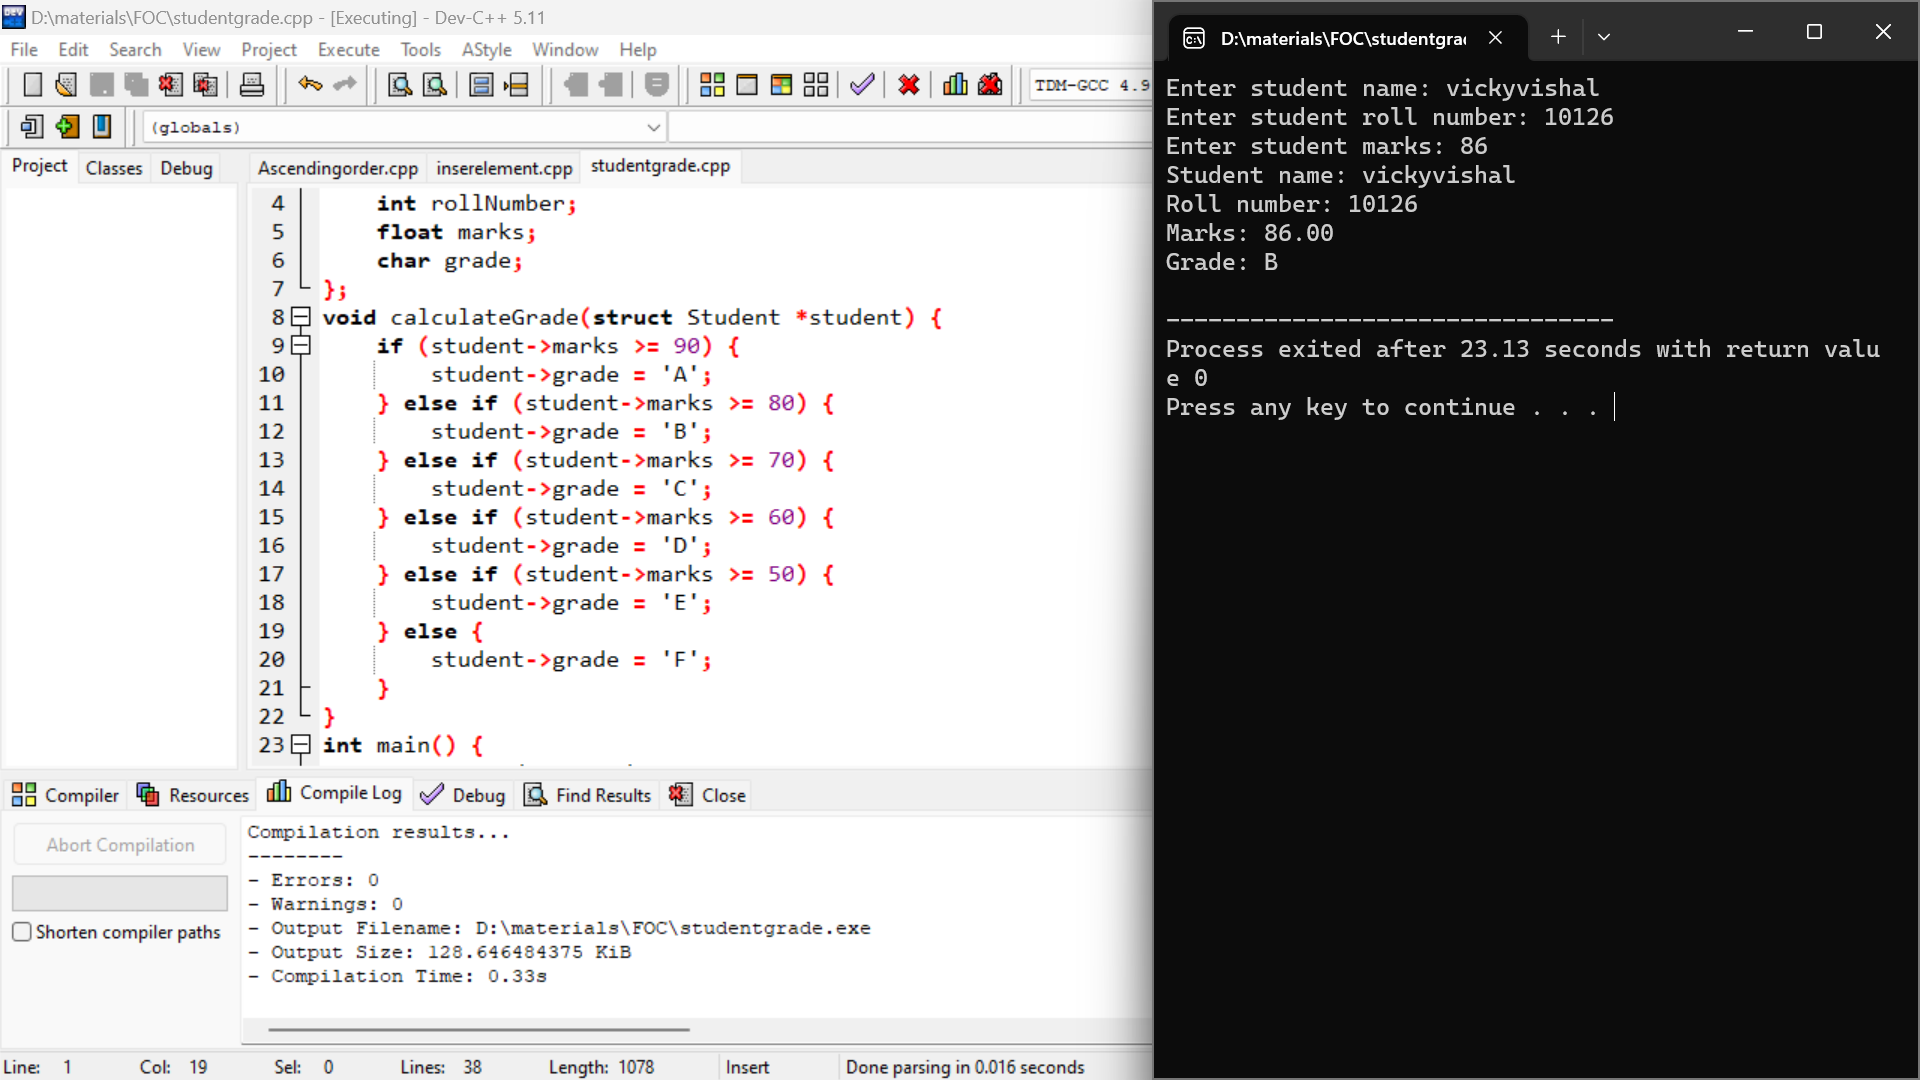 D:\materials\FOC\studentgrade.cpp - [Executing] - Dev-C++ 5.11
File Edit Search View Project Execute Tools AStyle Window Help
TDM-GCC 4.9
(globals)
Project Classes Debug
Ascendingorder.cpp inserelement.cpp studentgrade.cpp
4 int rollNumber;
5 float marks;
6 char grade;
7 };
8 void calculateGrade(struct Student *student) {
9 if (student->marks >= 90) {
10 student->grade = 'A';
11 } else if (student->marks >= 80) {
12 student->grade = 'B';
13 } else if (student->marks >= 70) {
14 student->grade = 'C';
15 } else if (student->marks >= 60) {
16 student->grade = 'D';
17 } else if (student->marks >= 50) {
18 student->grade = 'E';
19 } else {
20 student->grade = 'F';
21 }
22 }
23 int main() {
Compiler Resources Compile Log Debug Find Results Close
Abort Compilation
Shorten compiler paths
Compilation results...
--------
- Errors: 0
- Warnings: 0
- Output Filename: D:\materials\FOC\studentgrade.exe
- Output Size: 128.646484375 KiB
- Compilation Time: 0.33s
Line: 1 Col: 19 Sel: 0 Lines: 38 Length: 1078 Insert Done parsing in 0.016 seconds
D:\materials\FOC\studentgra
Enter student name: vickyvishal
Enter student roll number: 10126
Enter student marks: 86
Student name: vickyvishal
Roll number: 10126
Marks: 86.00
Grade: B
--------------------------------
Process exited after 23.13 seconds with return valu
e 0
Press any key to continue . . .